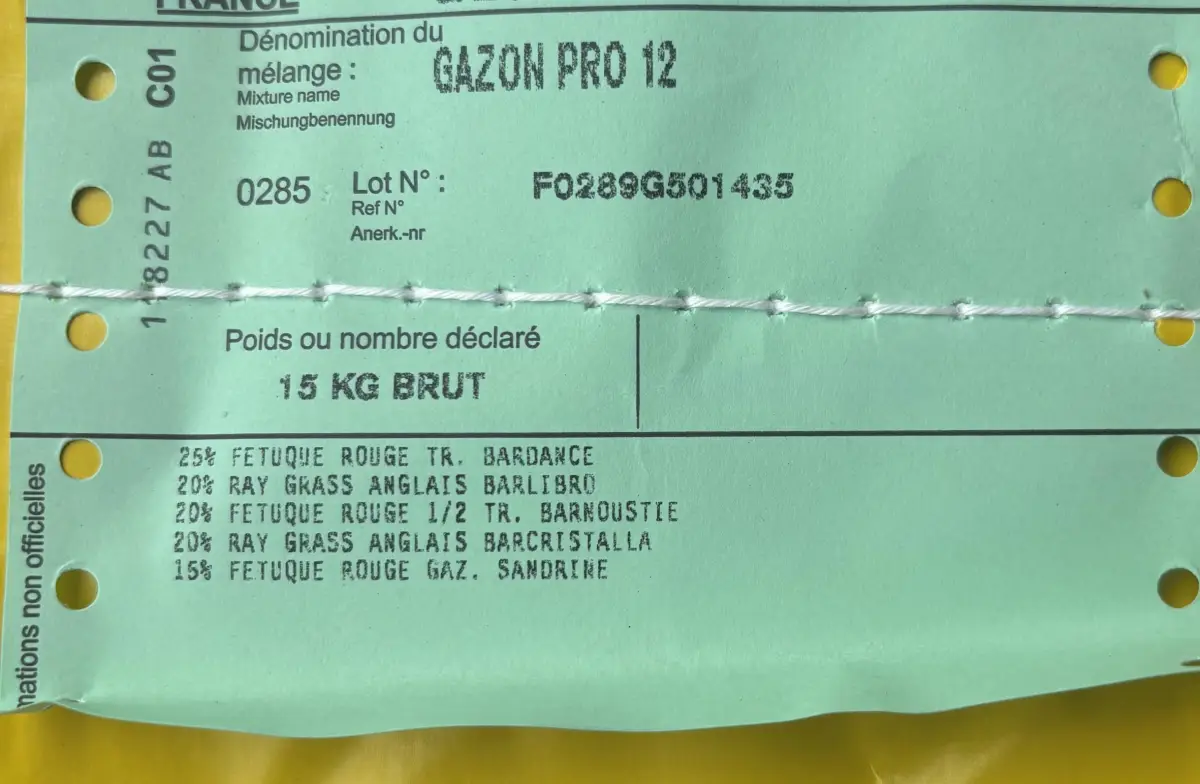 FRANCE
Dénomination du
mélange : GAZON PRO 12
Mixture name
Mischungbenennung
0285 Lot N° : F0289G501435
Ref N°
Anerk.-nr
118227 AB C01
Poids ou nombre déclaré
15 KG BRUT
25% FETUQUE ROUGE TR. BARDANCE
20% RAY GRASS ANGLAIS BARLIBRO
20% FETUQUE ROUGE 1/2 TR. BARNOUSTIE
20% RAY GRASS ANGLAIS BARCRISTALLA
15% FETUQUE ROUGE GAZ. SANDRINE
mations non officielles